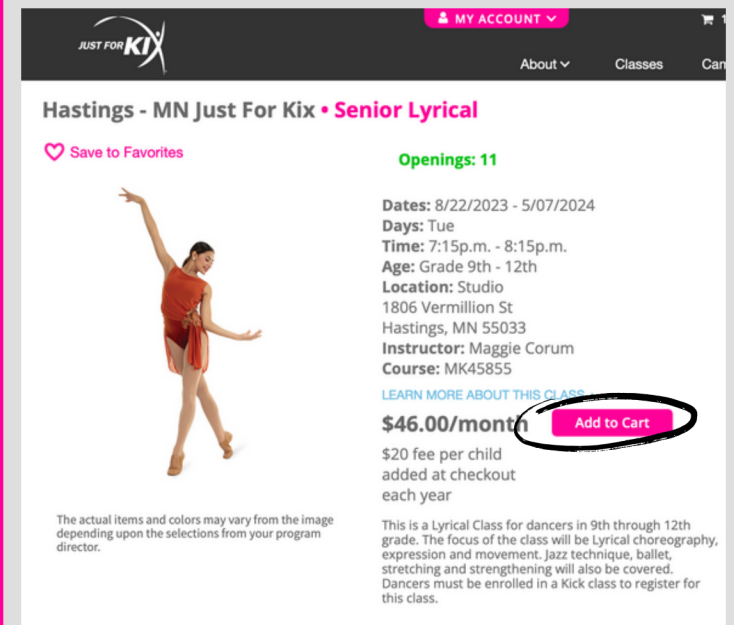 MY ACCOUNT
1
JUST FOR KIX
About
Classes
Hastings - MN Just For Kix • Senior Lyrical
Save to Favorites
Openings: 11
Dates: 8/22/2023 - 5/07/2024
Days: Tue
Time: 7:15p.m. - 8:15p.m.
Age: Grade 9th - 12th
Location: Studio
1806 Vermillion St
Hastings, MN 55033
Instructor: Maggie Corum
Course: MK45855
LEARN MORE ABOUT THIS CLASS
$46.00/month
Add to Cart
$20 fee per child
added at checkout
each year
The actual items and colors may vary from the image
depending upon the selections from your program
director.
This is a Lyrical Class for dancers in 9th through 12th
grade. The focus of the class will be Lyrical choreography,
expression and movement. Jazz technique, ballet,
stretching and strengthening will also be covered.
Dancers must be enrolled in a Kick class to register for
this class.